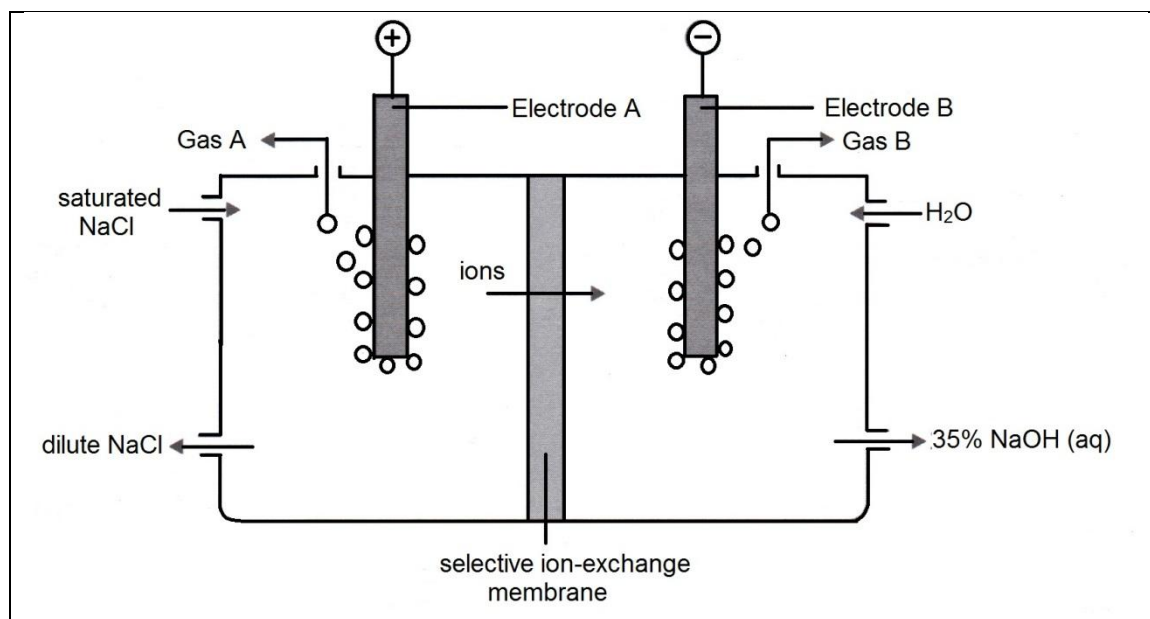 +
−
Electrode A
Electrode B
Gas A
Gas B
saturated
NaCl
H₂O
ions
dilute NaCl
35% NaOH (aq)
selective ion-exchange
membrane